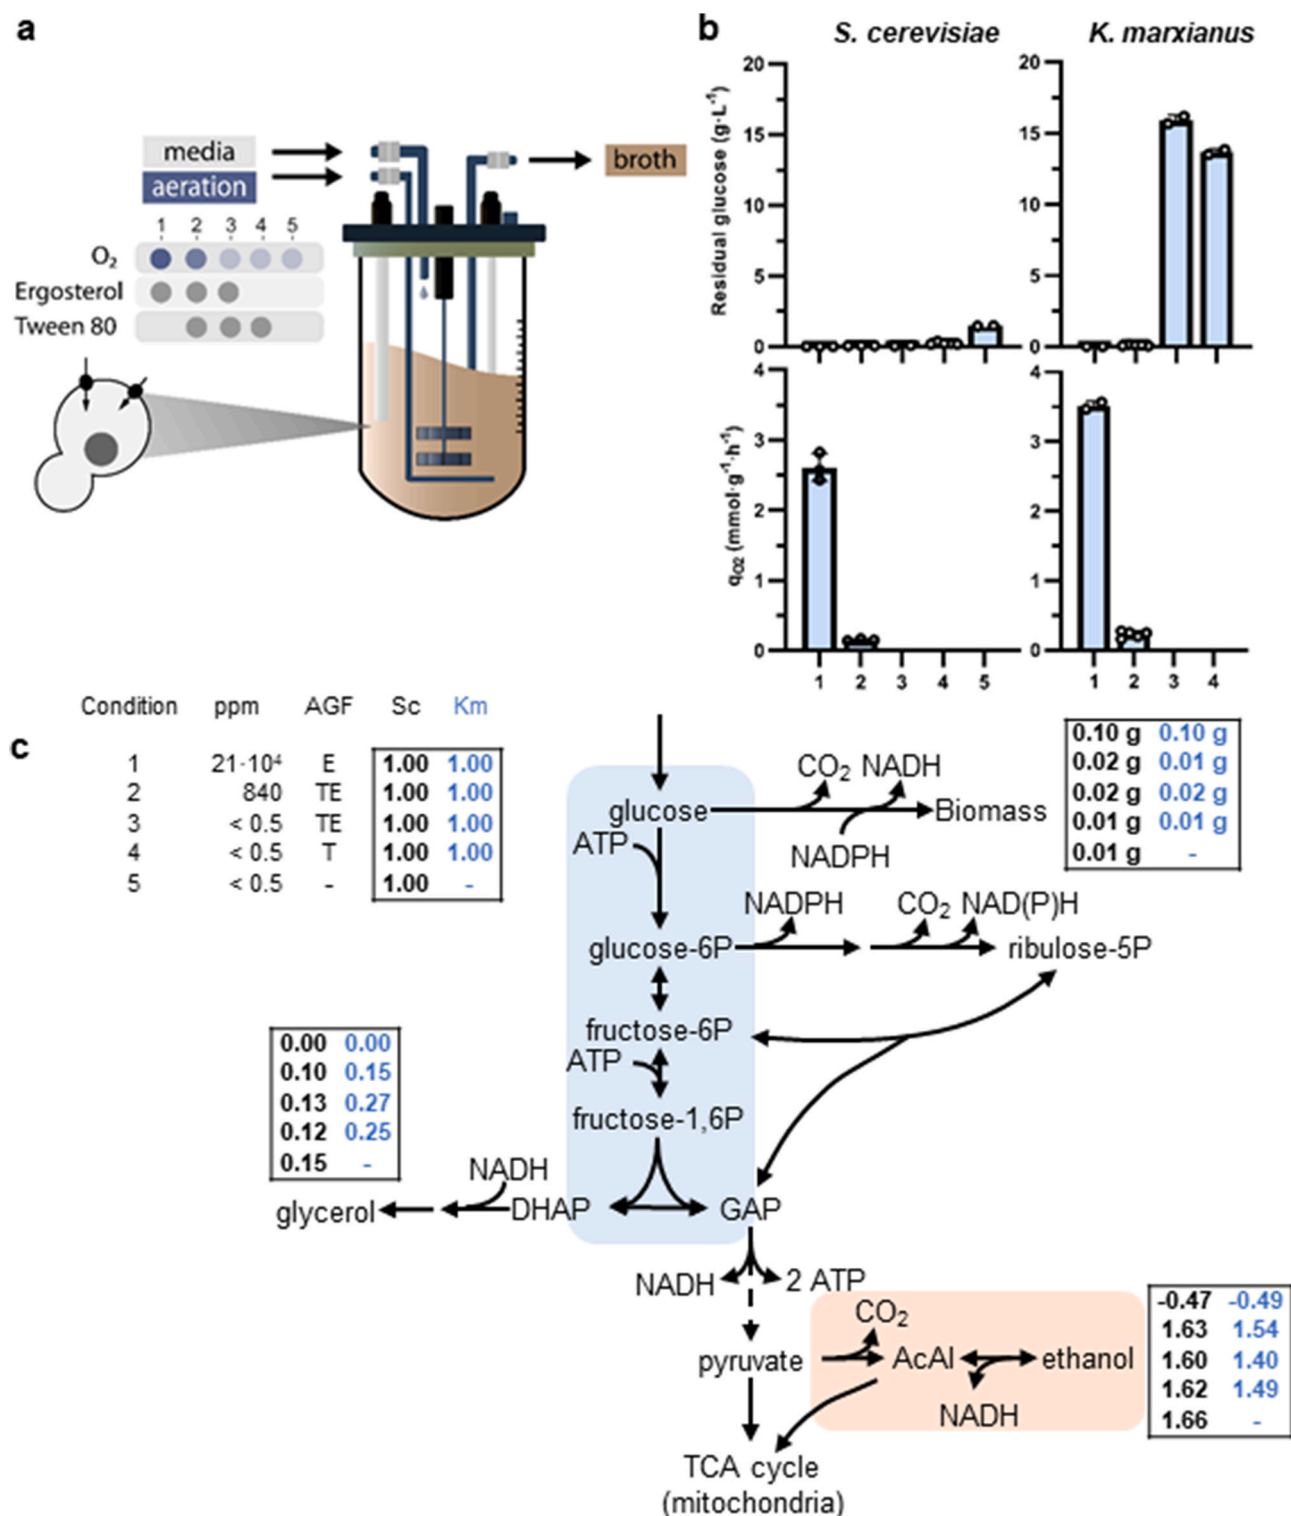 a
media
aeration
broth
1 2 3 4 5
O₂
Ergosterol
Tween 80
b
S. cerevisiae
K. marxianus
Residual glucose (g·L⁻¹)
20
15
10
5
0
20
15
10
5
0
qO2 (mmol·g⁻¹·h⁻¹)
4
3
2
1
0
4
3
2
1
0
1 2 3 4 5
1 2 3 4
c
Condition ppm AGF Sc Km
1 21·10⁴ E 1.00 1.00
2 840 TE 1.00 1.00
3 < 0.5 TE 1.00 1.00
4 < 0.5 T 1.00 1.00
5 < 0.5 - 1.00 -
0.10 g 0.10 g
0.02 g 0.01 g
0.02 g 0.02 g
0.01 g 0.01 g
0.01 g -
CO₂ NADH
glucose
Biomass
ATP
NADPH
NADPH
CO₂ NAD(P)H
glucose-6P
ribulose-5P
fructose-6P
ATP
fructose-1,6P
0.00 0.00
0.10 0.15
0.13 0.27
0.12 0.25
0.15 -
NADH
glycerol
DHAP
GAP
NADH
2 ATP
CO₂
pyruvate
AcAl
ethanol
NADH
-0.47 -0.49
1.63 1.54
1.60 1.40
1.62 1.49
1.66 -
TCA cycle
(mitochondria)